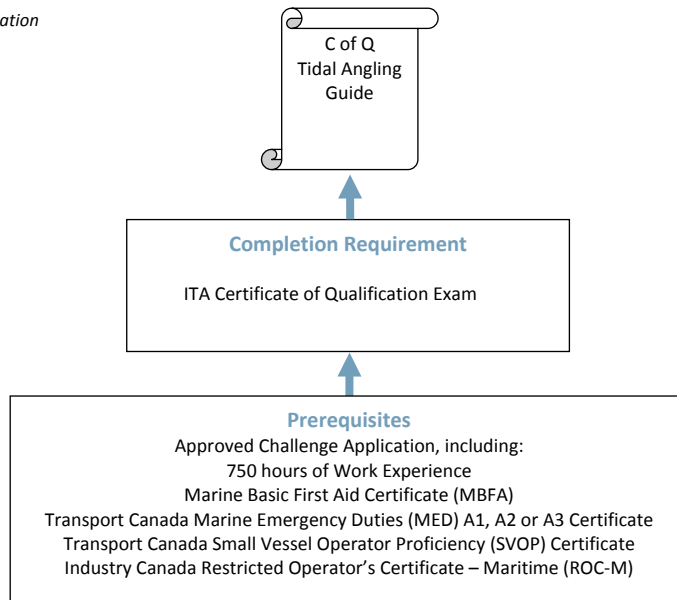 C of Q
Tidal Angling
Guide
Completion Requirement
ITA Certificate of Qualification Exam
Prerequisites
Approved Challenge Application, including:
750 hours of Work Experience
Marine Basic First Aid Certificate (MBFA)
Transport Canada Marine Emergency Duties (MED) A1, A2 or A3 Certificate
Transport Canada Small Vessel Operator Proficiency (SVOP) Certificate
Industry Canada Restricted Operator’s Certificate – Maritime (ROC-M)